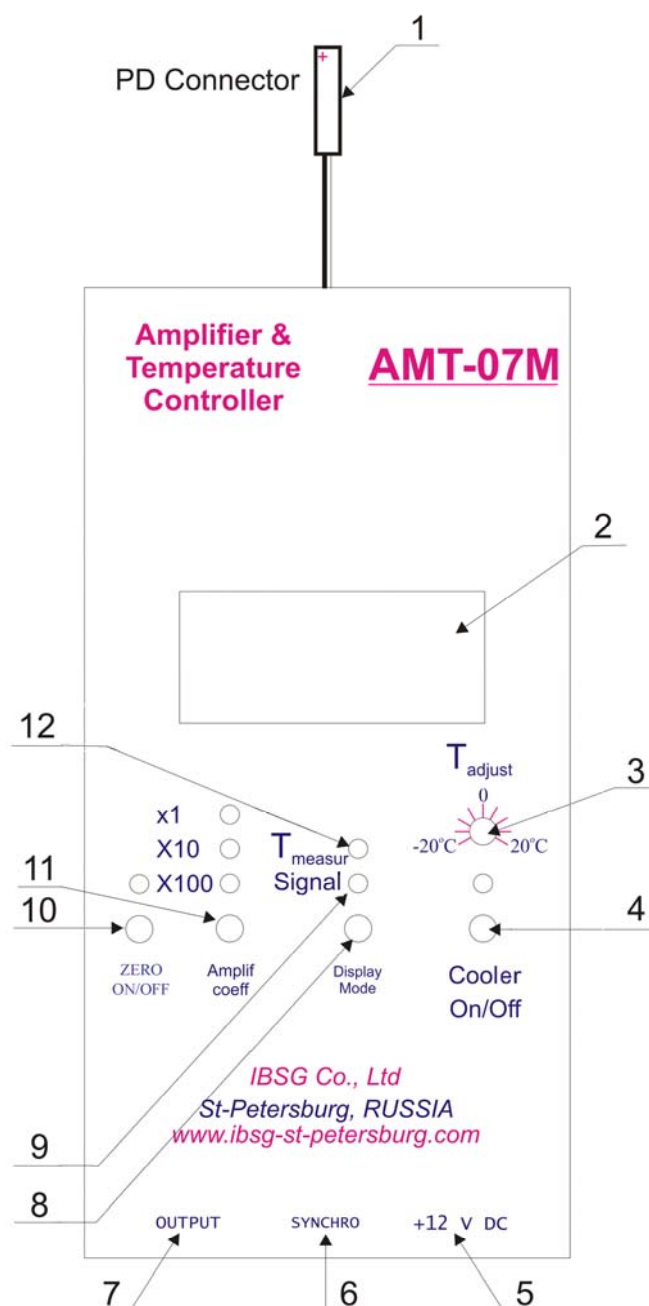 1
PD Connector
+
Amplifier &
Temperature
Controller
AMT-07M
2
12
T adjust
0
3
-20°C
20°C
x1
X10
X100
T measur
Signal
11
10
4
ZERO
ON/OFF
Amplif
coeff
Display
Mode
Cooler
On/Off
IBSG Co., Ltd
St-Petersburg, RUSSIA
www.ibsg-st-petersburg.com
9
8
OUTPUT
SYNCHRO
+12 V DC
7
6
5